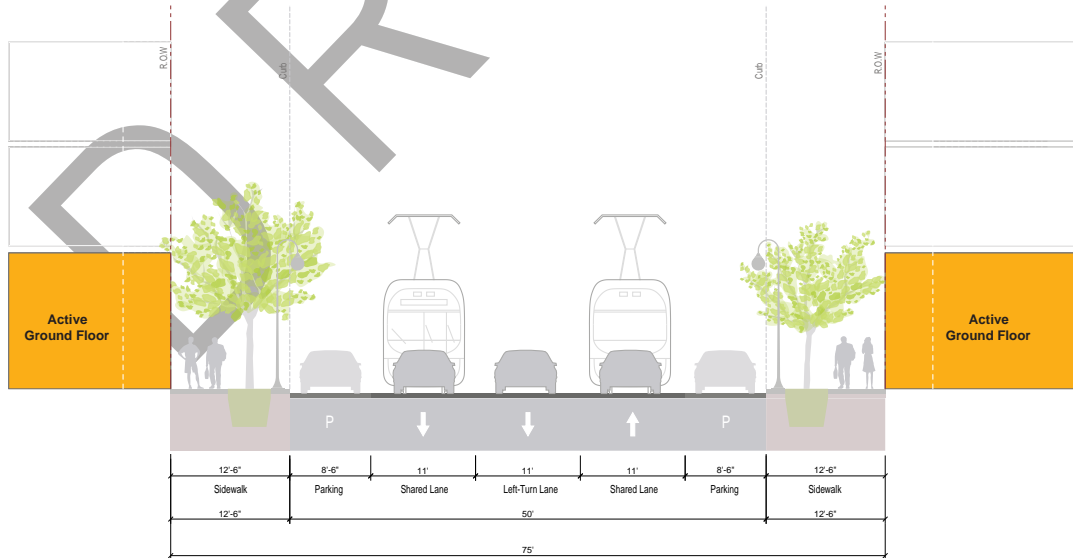 R.O.W
Curb
Curb
R.O.W
Active
Ground Floor
Active
Ground Floor
P
P
12'-6"
8'-6"
11'
11'
11'
8'-6"
12'-6"
Sidewalk
Parking
Shared Lane
Left-Turn Lane
Shared Lane
Parking
Sidewalk
12'-6"
50'
12'-6"
75'
D R